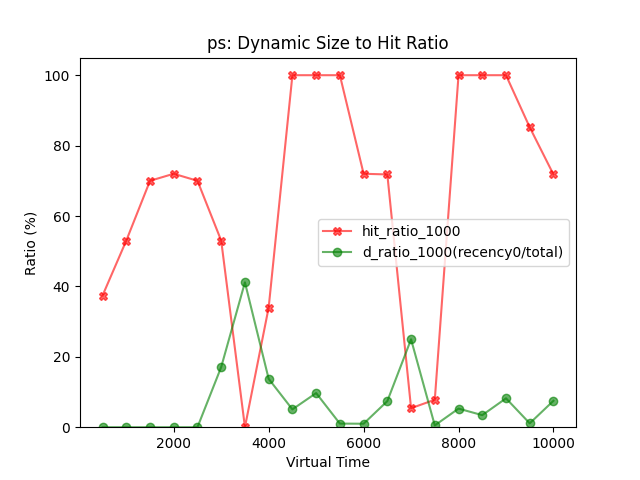 ps: Dynamic Size to Hit Ratio
100
80
60
40
20
0
Ratio (%)
hit_ratio_1000
d_ratio_1000(recency0/total)
2000 4000 6000 8000 10000
Virtual Time